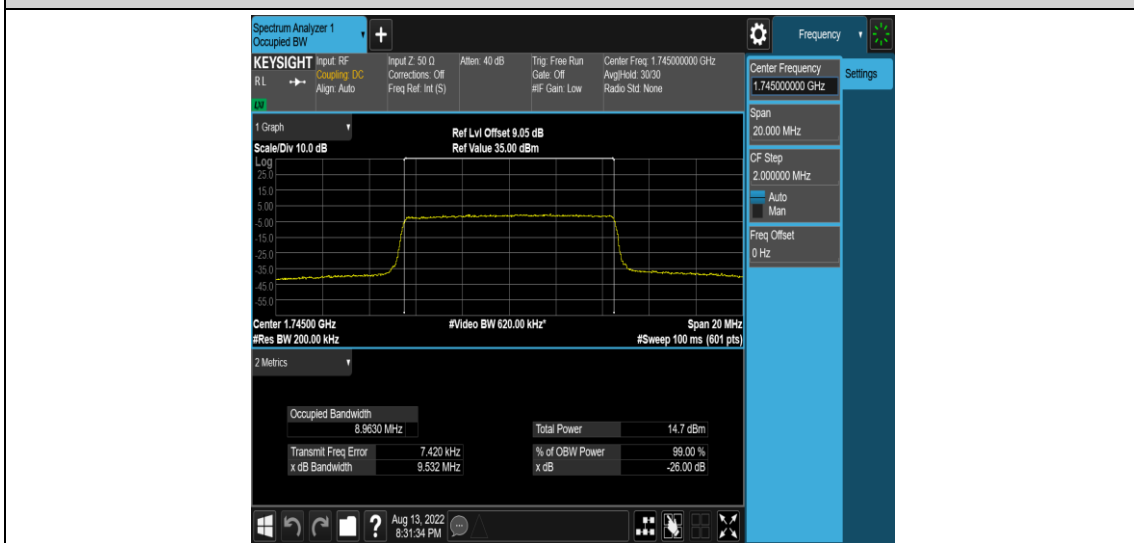 Spectrum Analyzer 1
Occupied BW
Frequency
KEYSIGHT
RL
LXI
Input: RF
Coupling: DC
Align: Auto
Input Z: 50 Ω
Corrections: Off
Freq Ref: Int (S)
Atten: 40 dB
Trig: Free Run
Gate: Off
#IF Gain: Low
Center Freq: 1.745000000 GHz
Avg|Hold: 30/30
Radio Std: None
Center Frequency
1.745000000 GHz
Settings
Span
20.000 MHz
CF Step
2.000000 MHz
Auto
Man
Freq Offset
0 Hz
1 Graph
Scale/Div 10.0 dB
Ref Lvl Offset 9.05 dB
Ref Value 35.00 dBm
Log
25.0
15.0
5.00
-5.00
-15.0
-25.0
-35.0
-45.0
-55.0
Center 1.74500 GHz
#Video BW 620.00 kHz*
Span 20 MHz
#Res BW 200.00 kHz
#Sweep 100 ms (601 pts)
2 Metrics
Occupied Bandwidth
8.9630 MHz
Total Power 14.7 dBm
Transmit Freq Error 7.420 kHz
% of OBW Power 99.00 %
x dB Bandwidth 9.532 MHz
x dB -26.00 dB
?
Aug 13, 2022
8:31:34 PM